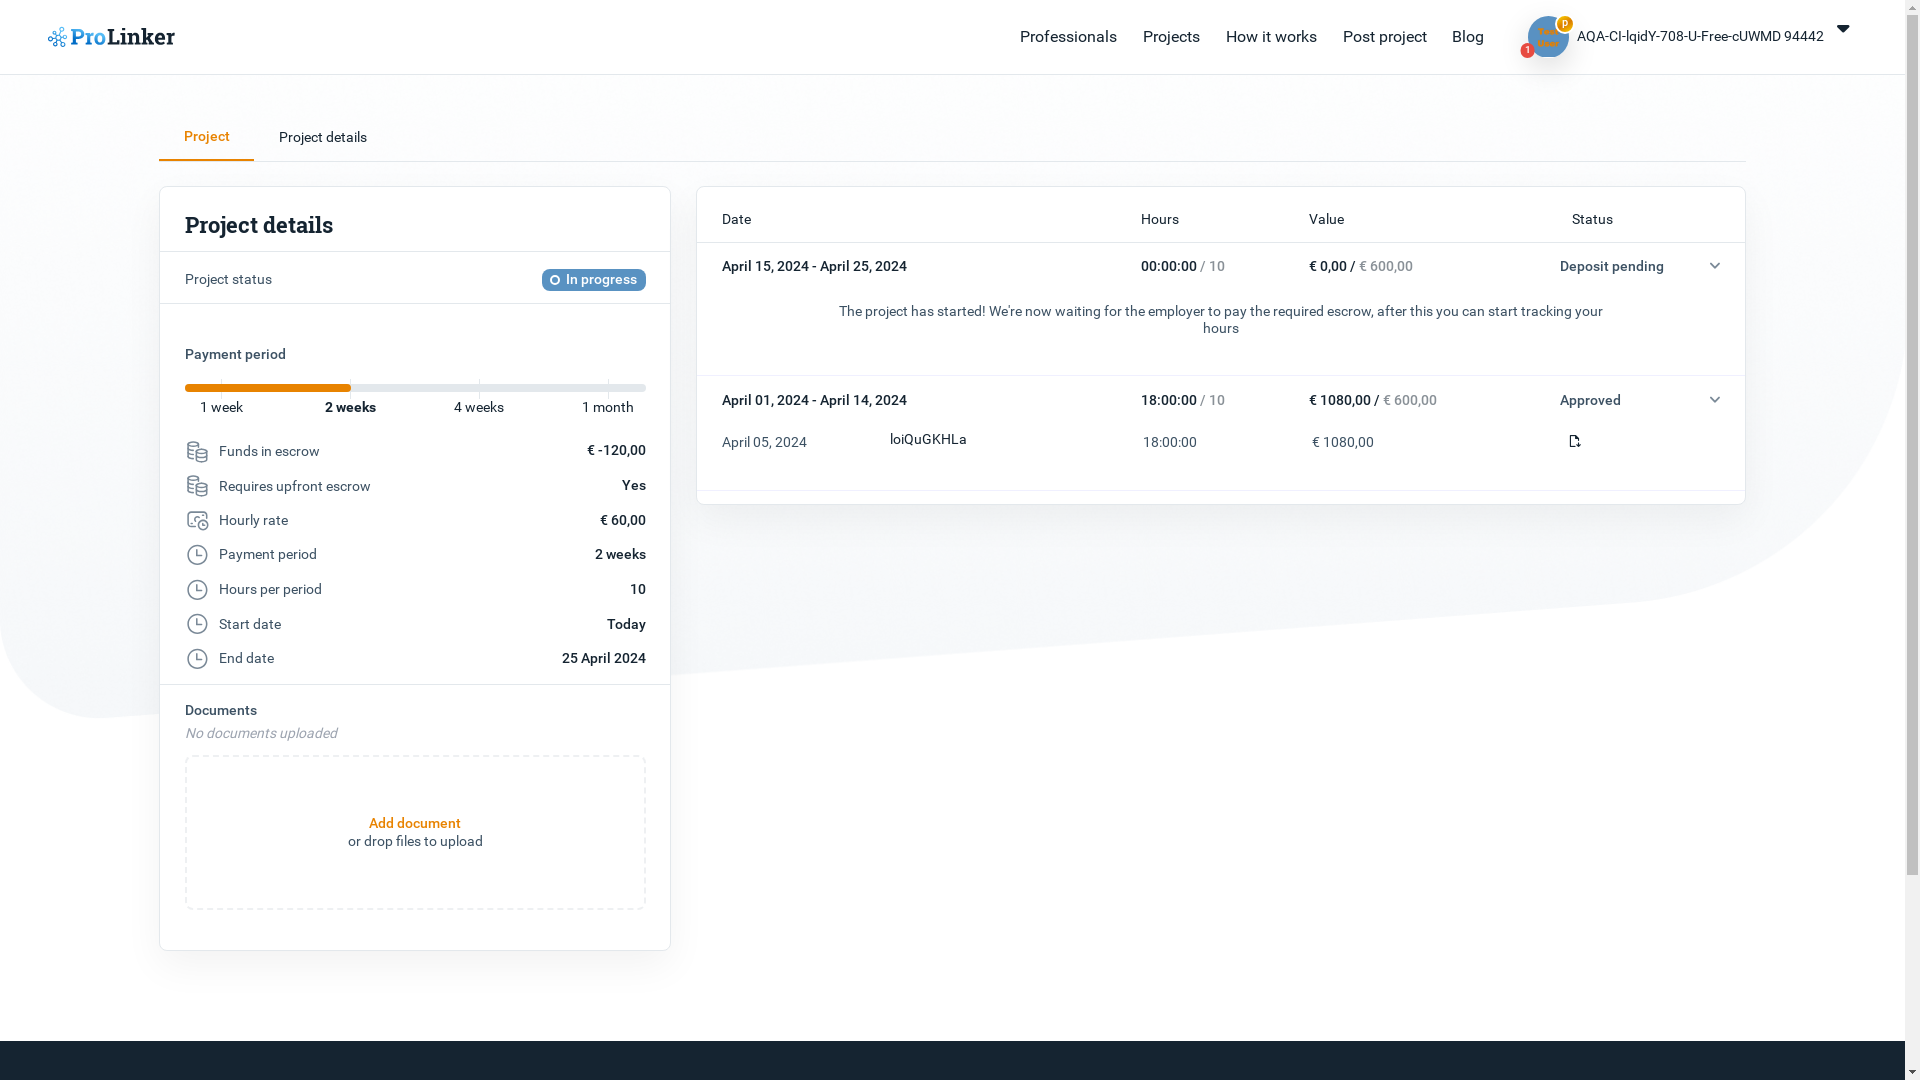 ProLinker
Professionals
Projects
How it works
Post project
Blog
p
1
AQA-CI-lqidY-708-U-Free-cUWMD 94442
Project
Project details
Project details
Project status
In progress
Payment period
1 week
2 weeks
4 weeks
1 month
Funds in escrow € -120,00
Requires upfront escrow Yes
Hourly rate € 60,00
Payment period 2 weeks
Hours per period 10
Start date Today
End date 25 April 2024
Documents
No documents uploaded
Add document
or drop files to upload
Date Hours Value Status
April 15, 2024 - April 25, 2024 00:00:00 / 10 € 0,00 / € 600,00 Deposit pending
The project has started! We're now waiting for the employer to pay the required escrow, after this you can start tracking your
hours
April 01, 2024 - April 14, 2024 18:00:00 / 10 € 1080,00 / € 600,00 Approved
April 05, 2024 loiQuGKHLa 18:00:00 € 1080,00